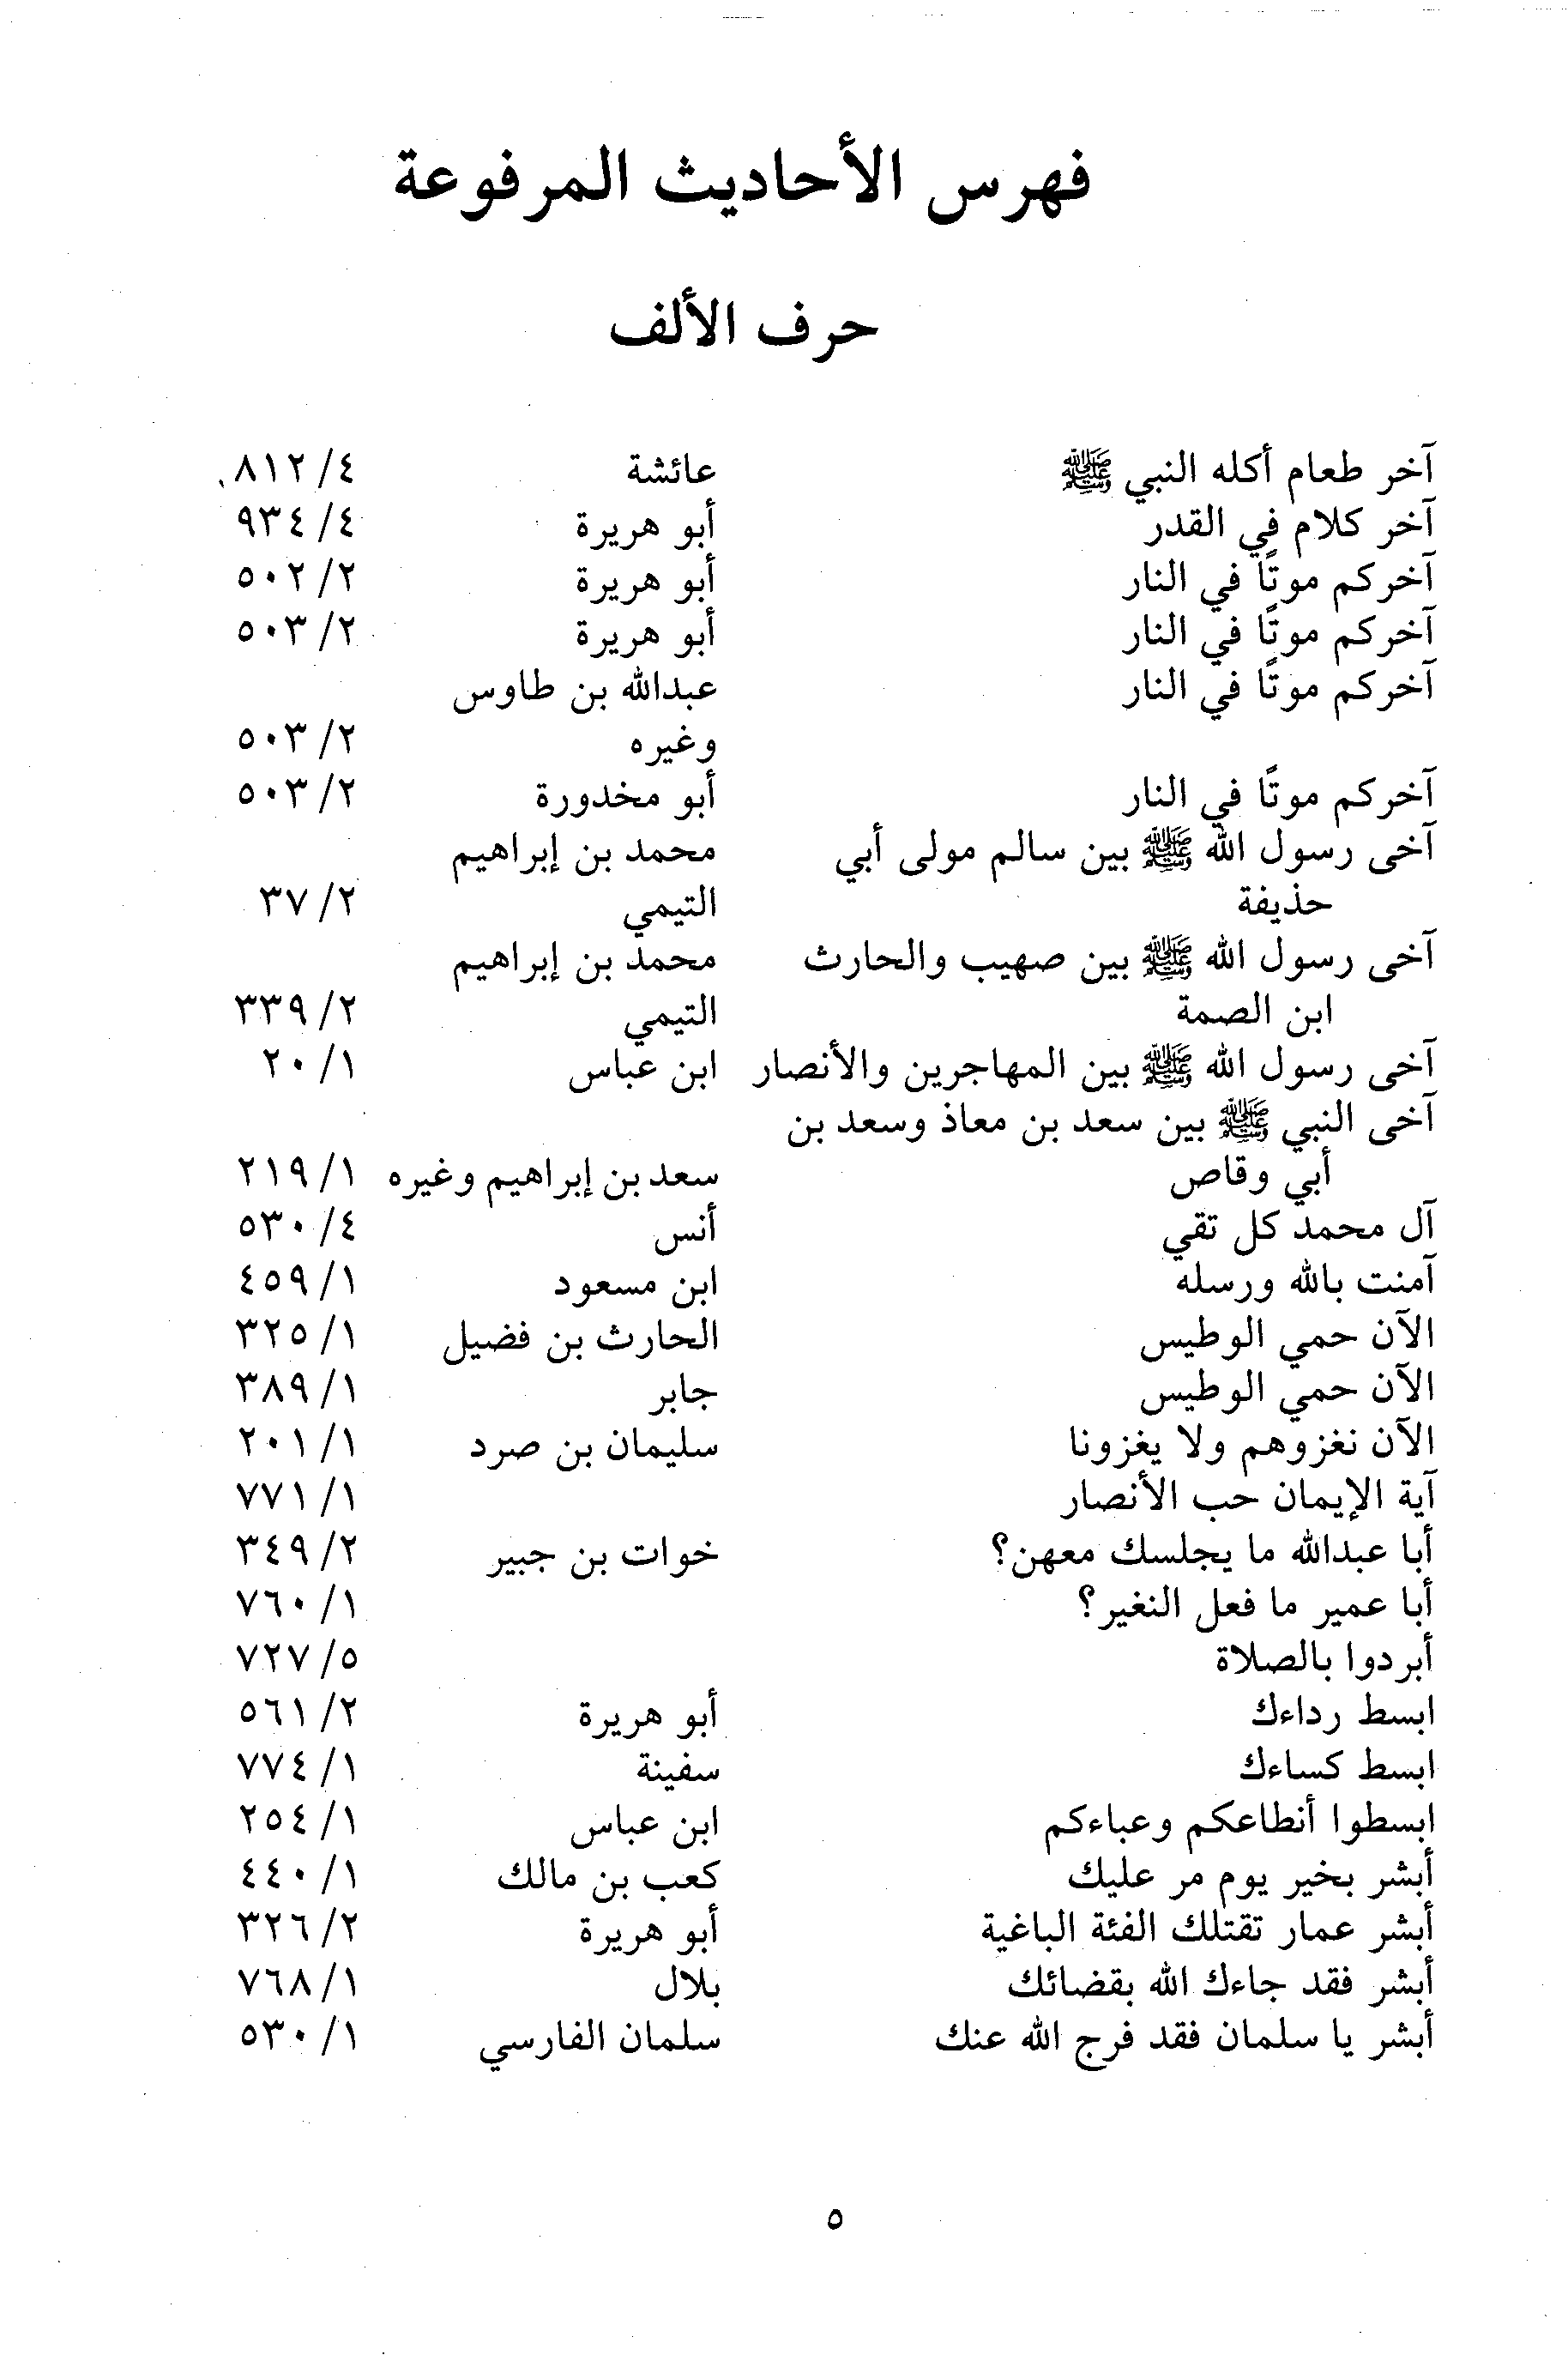 فهرس الأحاديث المرفوعة
حرف الألف
آخر طعام أكله النبي ﷺ عائشة ٤/ ٨١٢
آخر كلام في القدر أبو هريرة ٤/ ٩٣٤
آخركم موتًا في النار أبو هريرة ٢/ ٥٠٢
آخركم موتًا في النار أبو هريرة ٢/ ٥٠٣
آخركم موتًا في النار عبدالله بن طاوس
وغيره ٢/ ٥٠٣
آخركم موتًا في النار أبو مخدورة ٢/ ٥٠٣
آخى رسول الله ﷺ بين سالم مولى أبي محمد بن إبراهيم
حذيفة التيمي ٢/ ٣٧
آخى رسول الله ﷺ بين صهيب والحارث محمد بن إبراهيم
ابن الصمة التيمي ٢/ ٣٣٩
آخى رسول الله ﷺ بين المهاجرين والأنصار ابن عباس ١/ ٢٠
آخى النبي ﷺ بين سعد بن معاذ وسعد بن
أبي وقاص سعد بن إبراهيم وغيره ١/ ٢١٩
آل محمد كل تقي أنس ٤/ ٥٣٠
آمنت بالله ورسله ابن مسعود ١/ ٤٥٩
الآن حمي الوطيس الحارث بن فضيل ١/ ٣٢٥
الآن حمي الوطيس جابر ١/ ٣٨٩
الآن نغزوهم ولا يغزونا سليمان بن صرد ١/ ٢٠١
آية الإيمان حب الأنصار ١/ ٧٧١
أبا عبدالله ما يجلسك معهن؟ خوات بن جبير ٢/ ٣٤٩
أبا عمير ما فعل النغير؟ ١/ ٧٦٠
أبردوا بالصلاة ٥/ ٧٢٧
ابسط رداءك أبو هريرة ٢/ ٥٦١
ابسط كساءك سفينة ١/ ٧٧٤
ابسطوا أنطاعكم وعباءكم ابن عباس ١/ ٢٥٤
أبشر بخير يوم مر عليك كعب بن مالك ١/ ٤٤٠
أبشر عمار تقتلك الفئة الباغية أبو هريرة ٢/ ٣٢٦
أبشر فقد جاءك الله بقضائك بلال ١/ ٧٦٨
أبشر يا سلمان فقد فرج الله عنك سلمان الفارسي ١/ ٥٣٠
٥